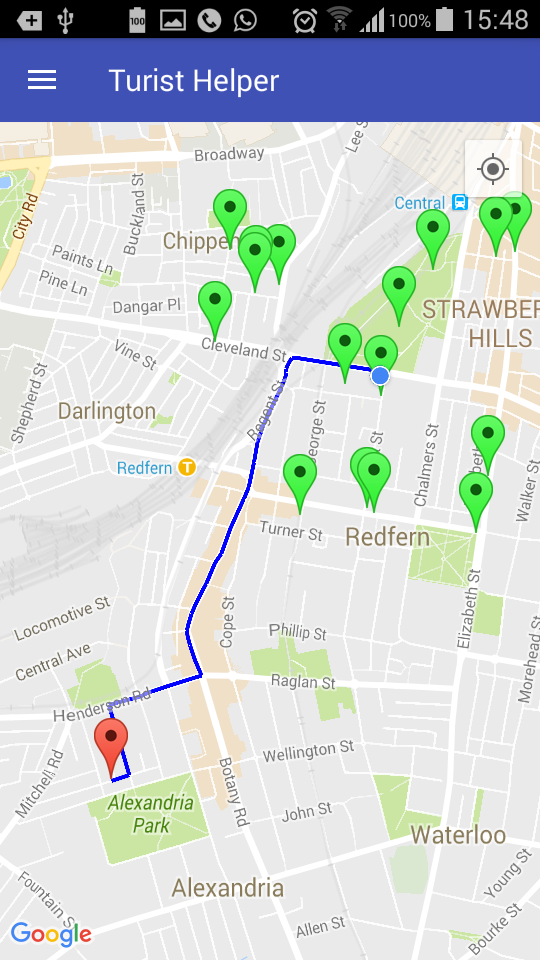 100
100%
15:48
Turist Helper
Broadway
Lee S
City Rd
Buckland St
Central
Chippen
Paints Ln
Pine Ln
Dangar Pl
STRAWBER
HILLS
Cleveland St
Vine St
Shepherd St
Regent St
Darlington
George St
St
Chalmers St
Walker St
Redfern
T
Turner St
Redfern
Elizabeth St
Locomotive St
Cope St
Phillip St
Morehead St
Central Ave
Raglan St
Henderson Rd
Mitchell Rd
Wellington St
Botany Rd
Alexandria
Park
John St
Waterloo
Young St
Fountain St
Alexandria
Allen St
Bourke St
Google